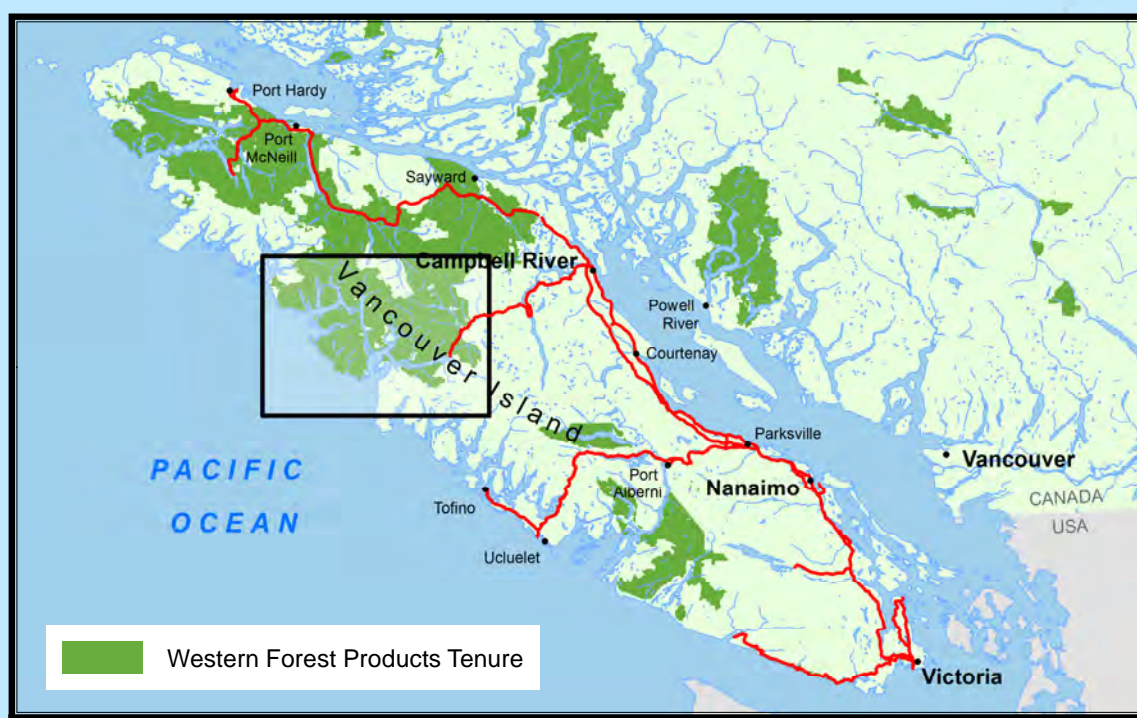 Port Hardy
Port
McNeill
Sayward
Campbell River
Vancouver Island
Powell
River
Courtenay
Parksville
PACIFIC
OCEAN
Port
Alberni
Nanaimo
Vancouver
CANADA
USA
Tofino
Ucluelet
Victoria
Western Forest Products Tenure